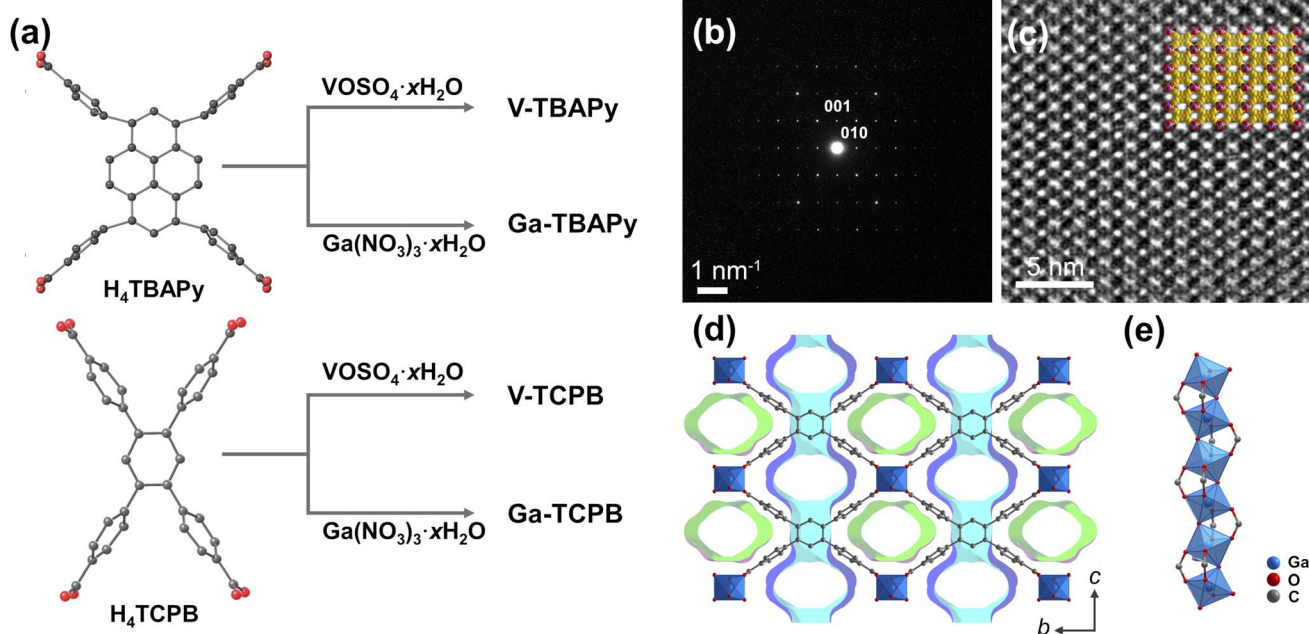 (a)
VOSO₄·xH₂O
V-TBAPy
Ga-TBAPy
Ga(NO₃)₃·xH₂O
H₄TBAPy
VOSO₄·xH₂O
V-TCPB
Ga-TCPB
Ga(NO₃)₃·xH₂O
H₄TCPB
(b)
001
010
1 nm⁻¹
(c)
5 nm
(d)
c
b
(e)
Ga
O
C